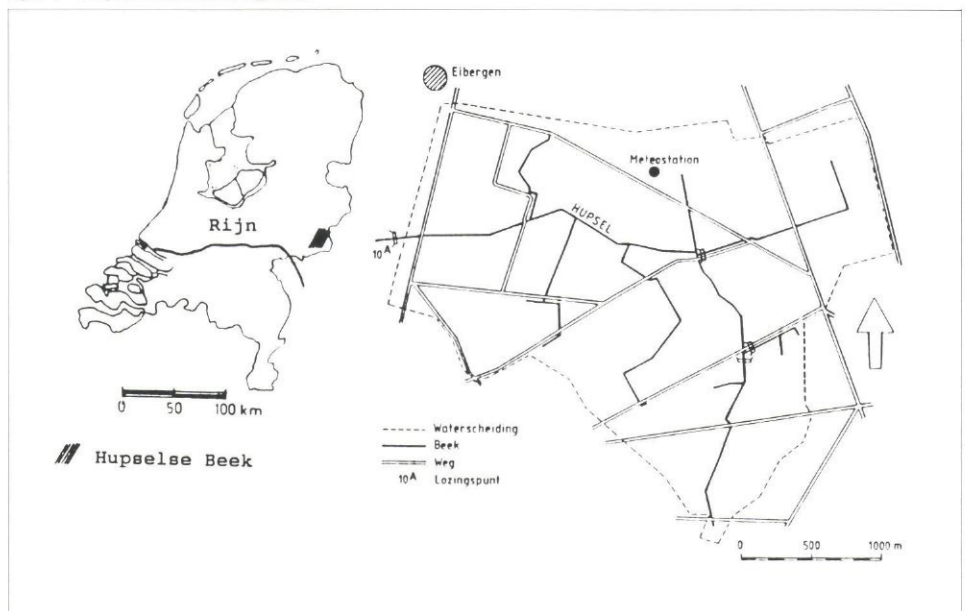 Rijn
0 50 100 km
Hupselse Beek
Eibergen
Meteostation
HUPSEL
10A
Waterscheiding
Beek
Weg
10A Lozingspunt
0 500 1000 m